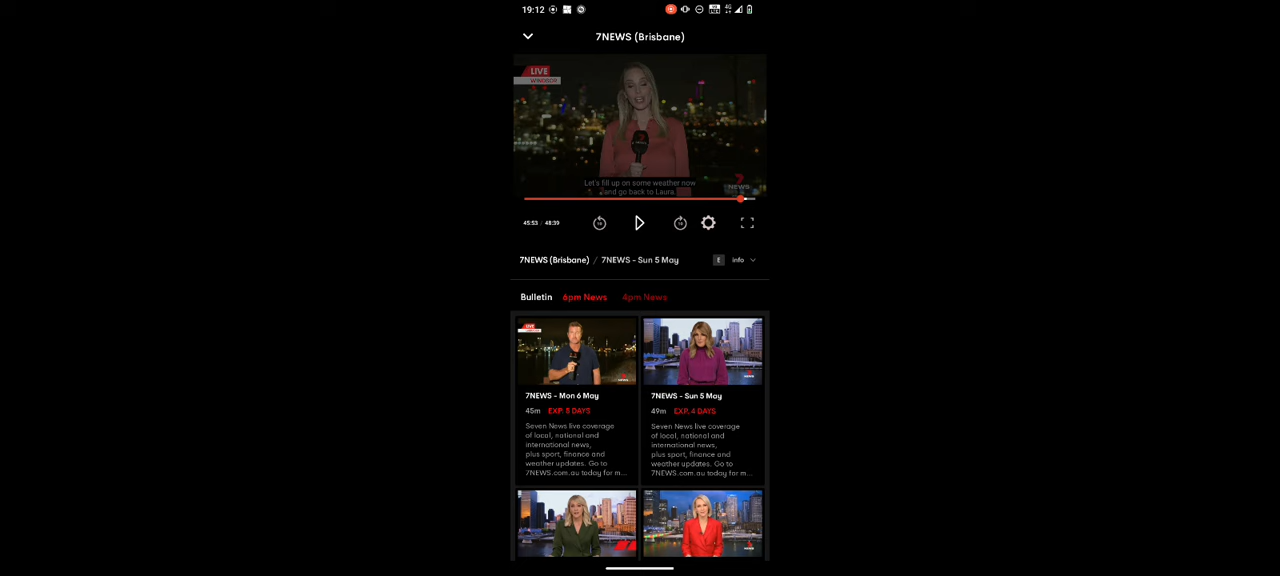 19:12
7NEWS (Brisbane)
LIVE
WINDSOR
Let's fill up on some weather now
and go back to Laura.
7NEWS
45:53 / 48:39
7NEWS (Brisbane) / 7NEWS - Sun 5 May
E
info
Bulletin
6pm News
4pm News
LIVE
7NEWS - Mon 6 May
45m EXP. 5 DAYS
Seven News live coverage
of local, national and
international news,
plus sport, finance and
weather updates. Go to
7NEWS.com.au today for m...
7NEWS - Sun 5 May
49m EXP. 4 DAYS
Seven News live coverage
of local, national and
international news,
plus sport, finance and
weather updates. Go to
7NEWS.com.au today for m...